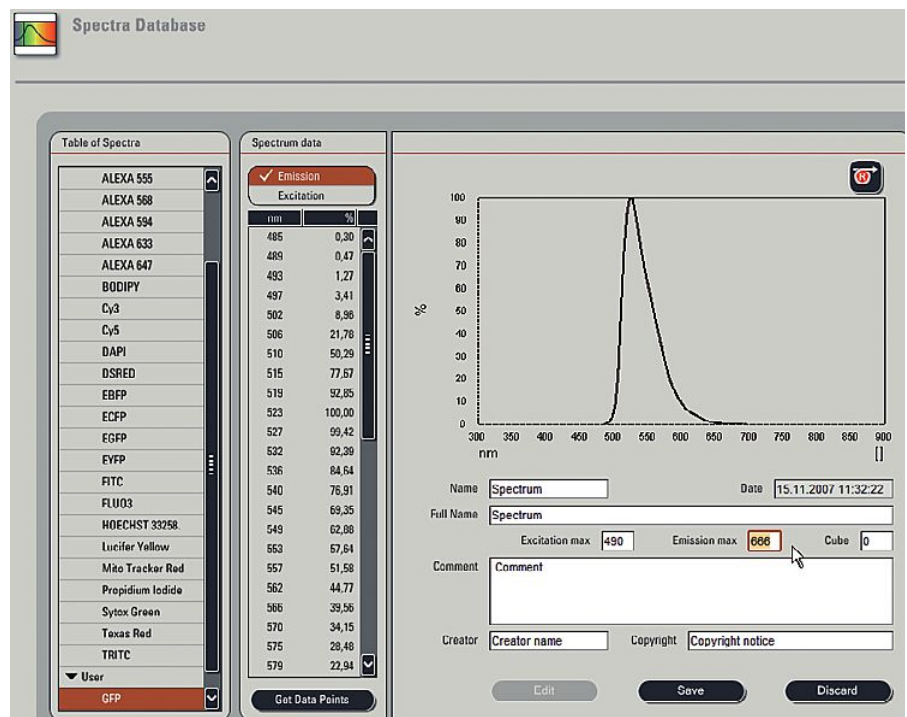 Spectra Database
Table of Spectra
ALEXA 555
ALEXA 568
ALEXA 594
ALEXA 633
ALEXA 647
BODIPY
Cy3
Cy5
DAPI
DSRED
EBFP
ECFP
EGFP
EYFP
FITC
FLUO3
HOECHST 33258.
Lucifer Yellow
Mito Tracker Red
Propidium Iodide
Sytox Green
Texas Red
TRITC
User
GFP
Spectrum data
Emission
Excitation
nm %
485 0,30
489 0,47
493 1,27
497 3,41
502 8,96
506 21,78
510 50,29
515 77,67
519 92,85
523 100,00
527 99,42
532 92,39
536 84,64
540 76,91
545 69,35
549 62,88
553 57,64
557 51,58
562 44,77
566 39,56
570 34,15
575 28,48
579 22,94
Get Data Points
R
100
90
80
70
60
50
40
30
20
10
0
%
300 350 400 450 500 550 600 650 700 750 800 850 900
nm []
Name Spectrum Date 15.11.2007 11:32:22
Full Name Spectrum
Excitation max 490 Emission max 666 Cube 0
Comment Comment
Creator Creator name Copyright Copyright notice
Edit Save Discard